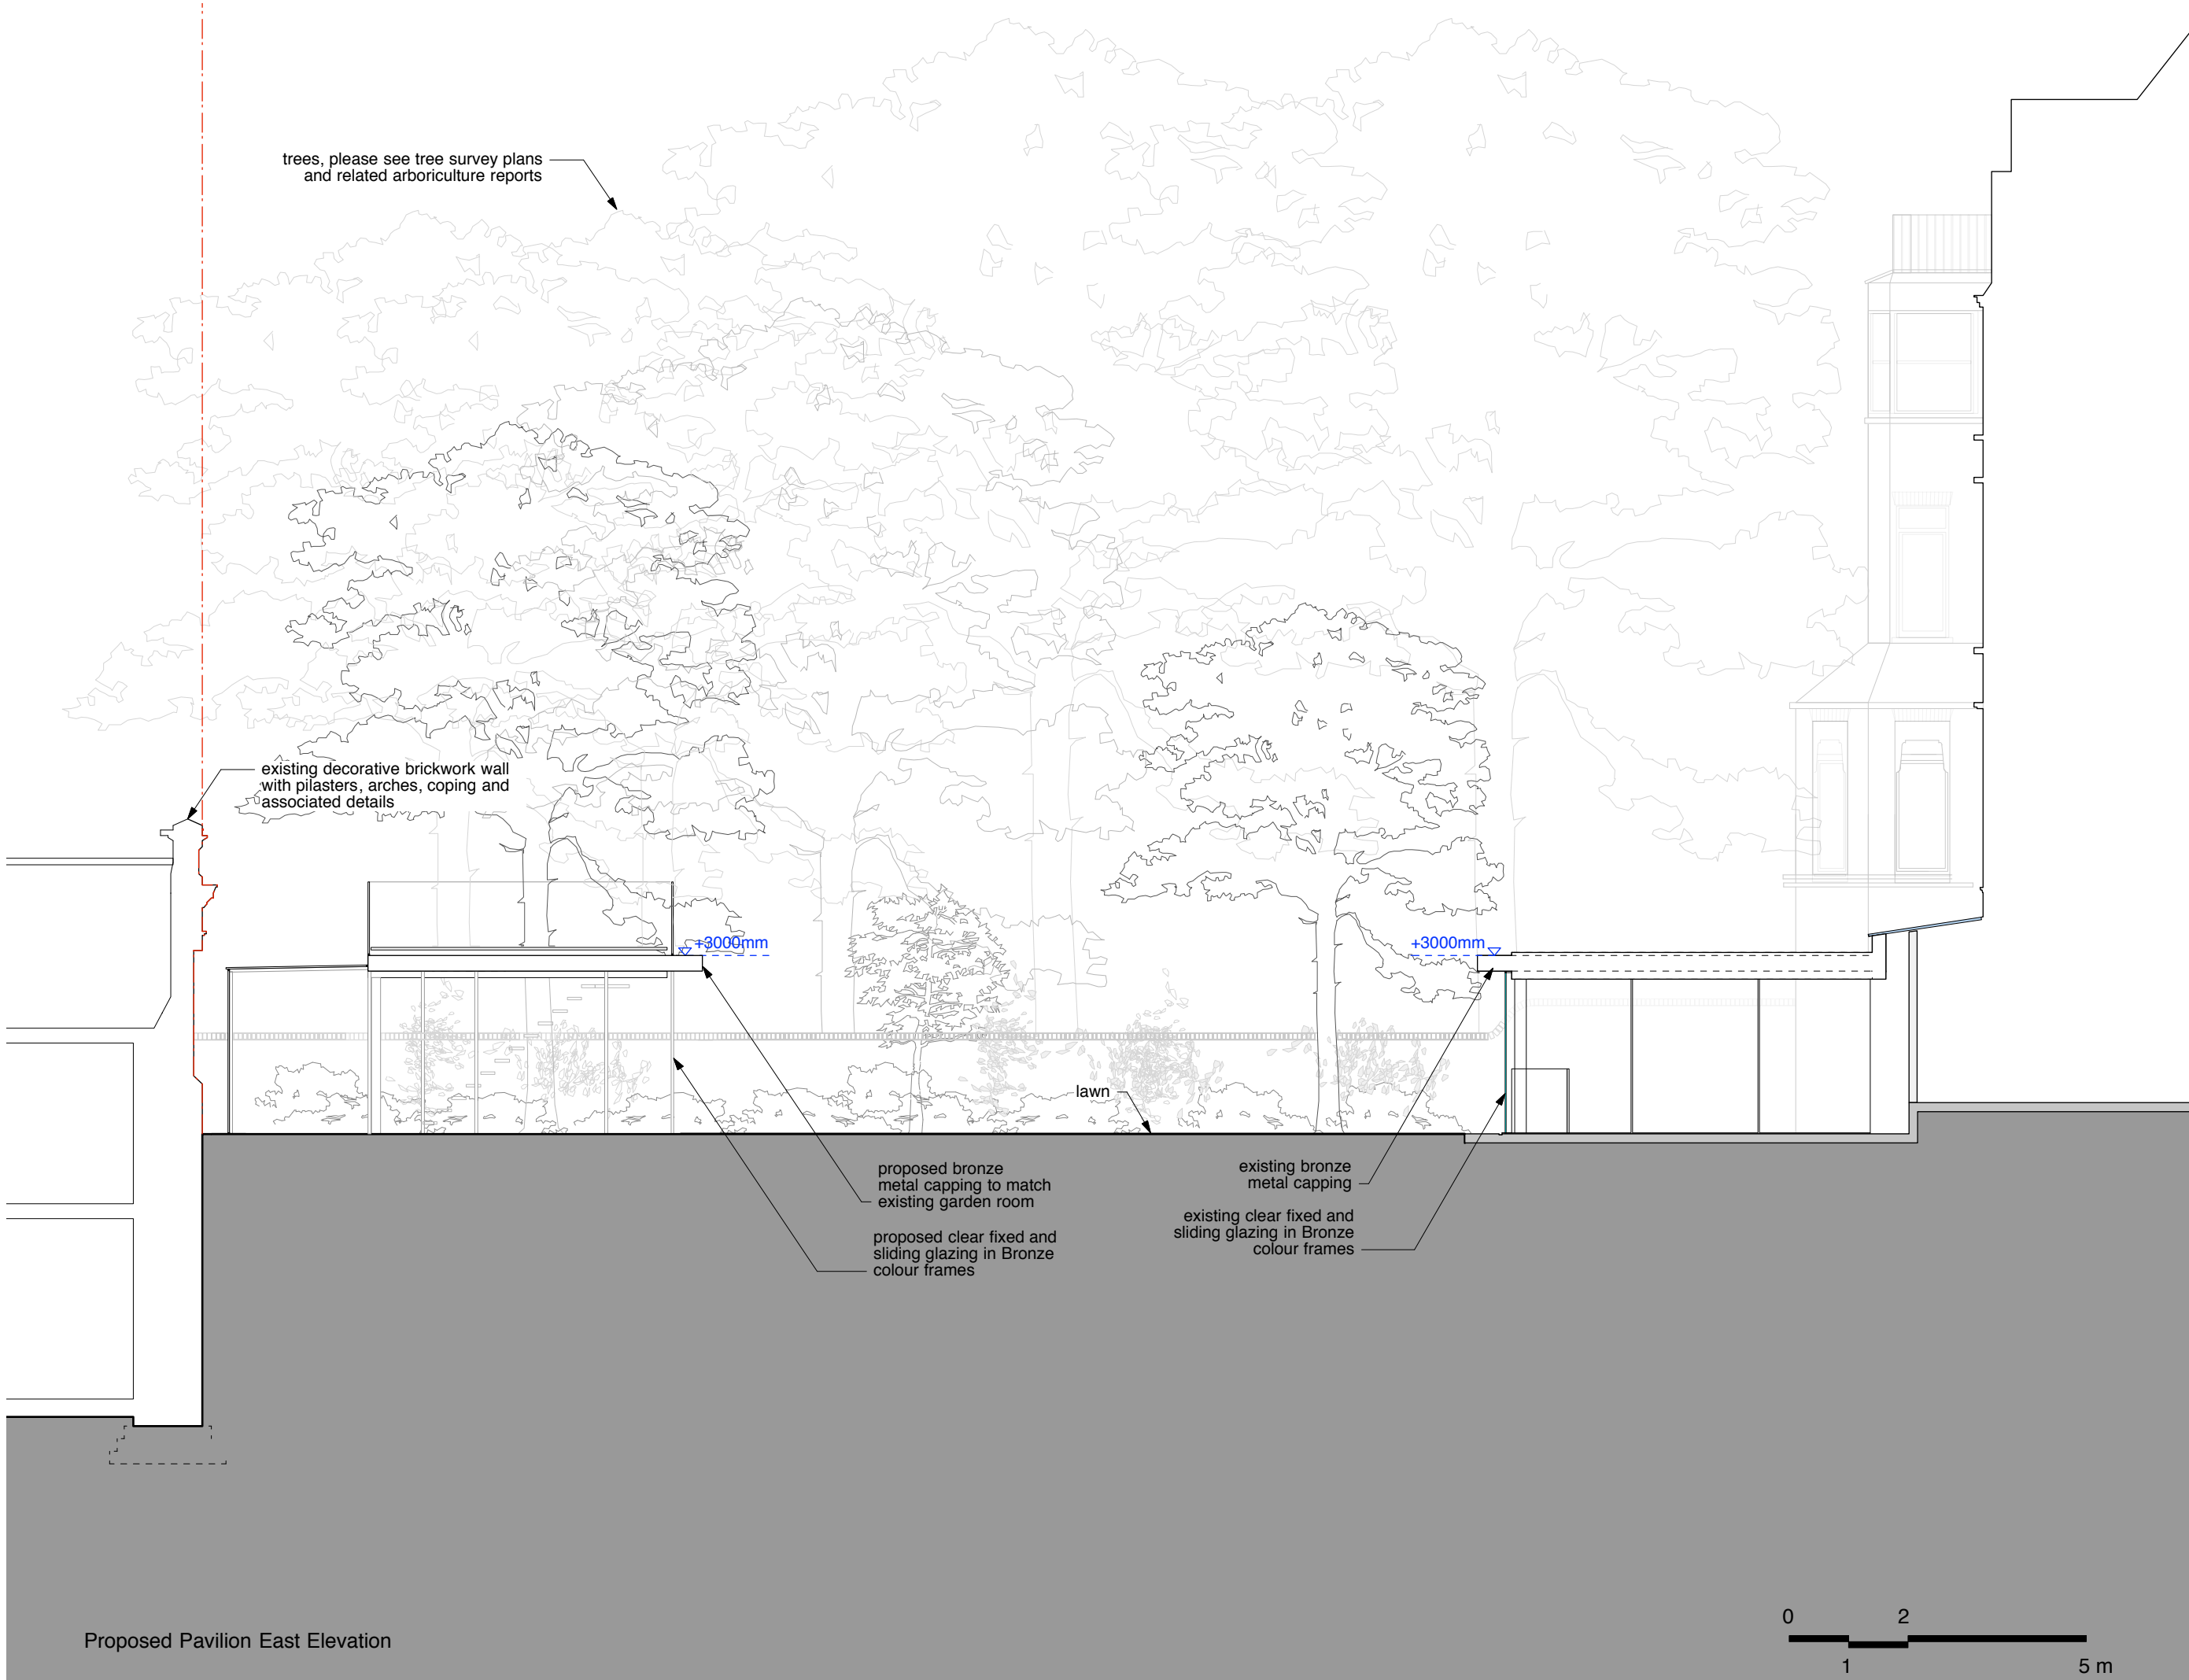 trees, please see tree survey plans
and related arboriculture reports
existing decorative brickwork wall
with pilasters, arches, coping and
associated details
+3000mm
+3000mm
lawn
proposed bronze
metal capping to match
existing garden room
proposed clear fixed and
sliding glazing in Bronze
colour frames
existing bronze
metal capping
existing clear fixed and
sliding glazing in Bronze
colour frames
Proposed Pavilion East Elevation
0 2
1 5 m